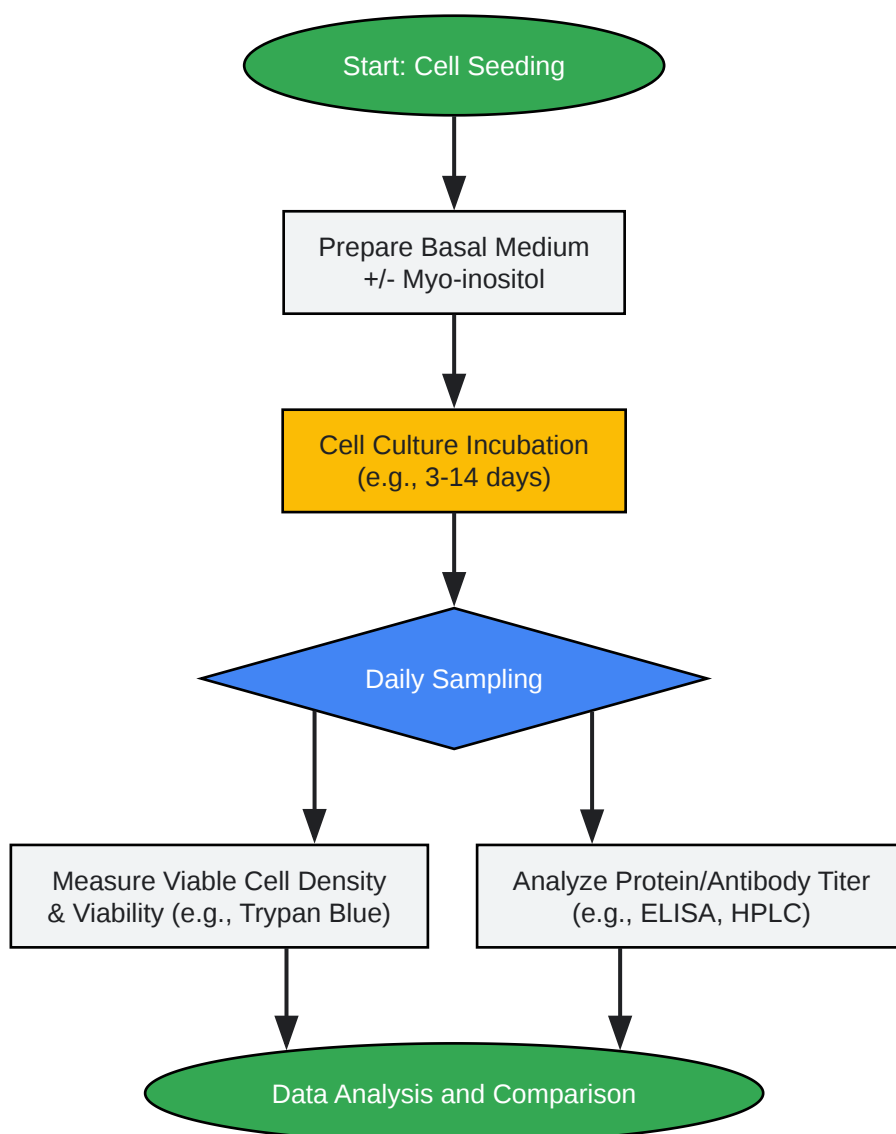 Start: Cell Seeding
Prepare Basal Medium
+/- Myo-inositol
Cell Culture Incubation
(e.g., 3-14 days)
Daily Sampling
Measure Viable Cell Density
& Viability (e.g., Trypan Blue)
Analyze Protein/Antibody Titer
(e.g., ELISA, HPLC)
Data Analysis and Comparison